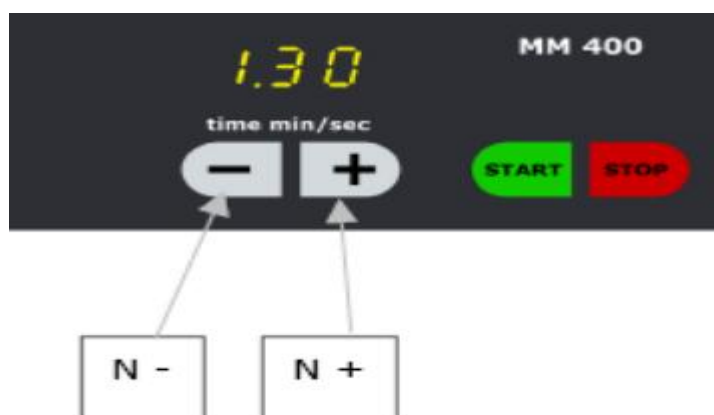 1.30
MM 400
time min/sec
- +
START STOP
N -
N +